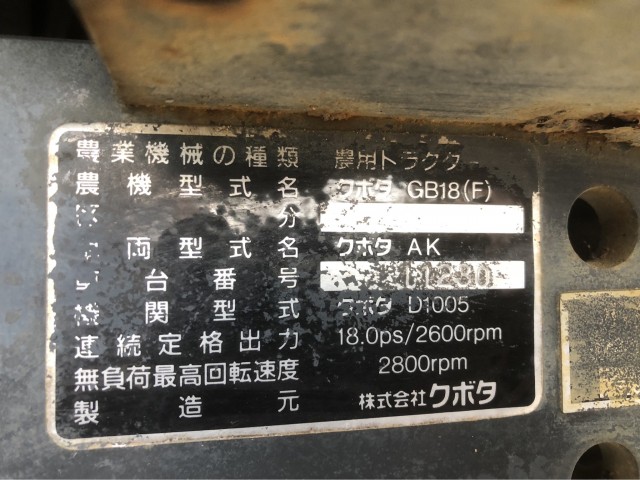 農業機械の種類 農用トラクター
農機型式名 クボタ GB18(F)
分
両型式名 クボタ AK
台番号
機関型式 クボタ D1005
連続定格出力 18.0ps/2600rpm
無負荷最高回転速度 2800rpm
製造元 株式会社クボタ